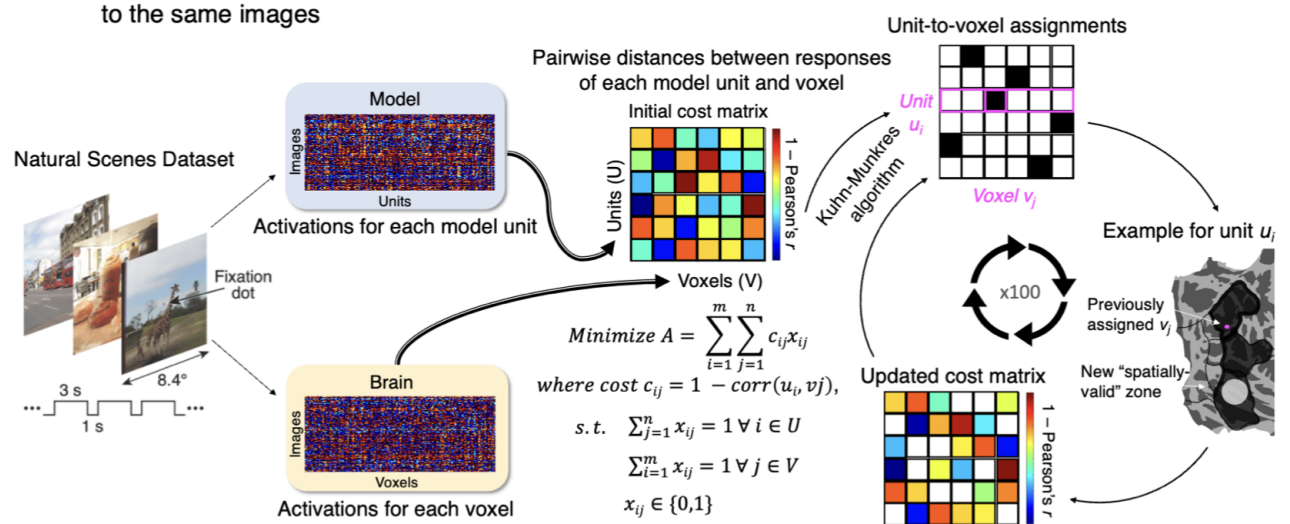 to the same images
Natural Scenes Dataset
Fixation
dot
8.4°
3 s
1 s
Model
Images
Units
Activations for each model unit
Brain
Images
Voxels
Activations for each voxel
Pairwise distances between responses
of each model unit and voxel
Initial cost matrix
Units (U)
1 – Pearson's r
Voxels (V)
Minimize A = ∑_{i=1}^{m} ∑_{j=1}^{n} c_{ij}x_{ij}
where cost c_{ij} = 1 − corr(u_i, vj),
s.t. ∑_{j=1}^{n} x_{ij} = 1 ∀ i ∈ U
∑_{i=1}^{m} x_{ij} = 1 ∀ j ∈ V
x_{ij} ∈ {0,1}
Kuhn-Munkres
algorithm
Unit-to-voxel assignments
Unit
u_i
Voxel v_j
x100
Example for unit u_i
Previously
assigned v_j
New "spatially-
valid" zone
Updated cost matrix
1 – Pearson's r